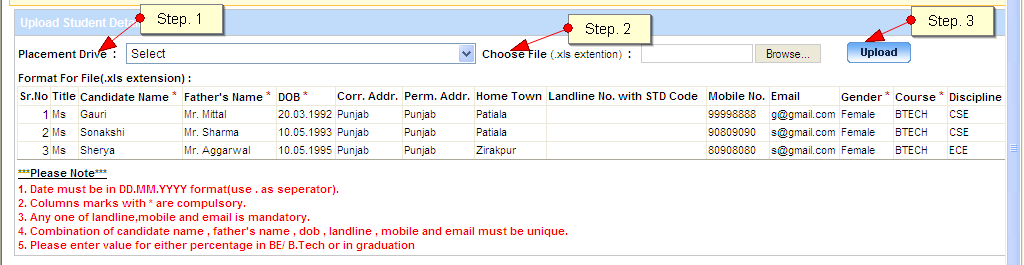 Upload Student Deta
Step. 1
Step. 2
Step. 3
Placement Drive : Select Choose File (.xls extention) : Browse... Upload
Format For File(.xls extension) :
Sr.No Title Candidate Name * Father's Name * DOB * Corr. Addr. Perm. Addr. Home Town Landline No. with STD Code Mobile No. Email Gender * Course * Discipline
1 Ms Gauri Mr. Mittal 20.03.1992 Punjab Punjab Patiala 99998888 g@gmail.com Female BTECH CSE
2 Ms Sonakshi Mr. Sharma 10.05.1993 Punjab Punjab Patiala 90809090 s@gmail.com Female BTECH CSE
3 Ms Sherya Mr. Aggarwal 10.05.1995 Punjab Punjab Zirakpur 80908080 s@gmail.com Female BTECH ECE
***Please Note***
1. Date must be in DD.MM.YYYY format(use . as seperator).
2. Columns marks with * are compulsory.
3. Any one of landline,mobile and email is mandatory.
4. Combination of candidate name , father's name , dob , landline , mobile and email must be unique.
5. Please enter value for either percentage in BE/ B.Tech or in graduation